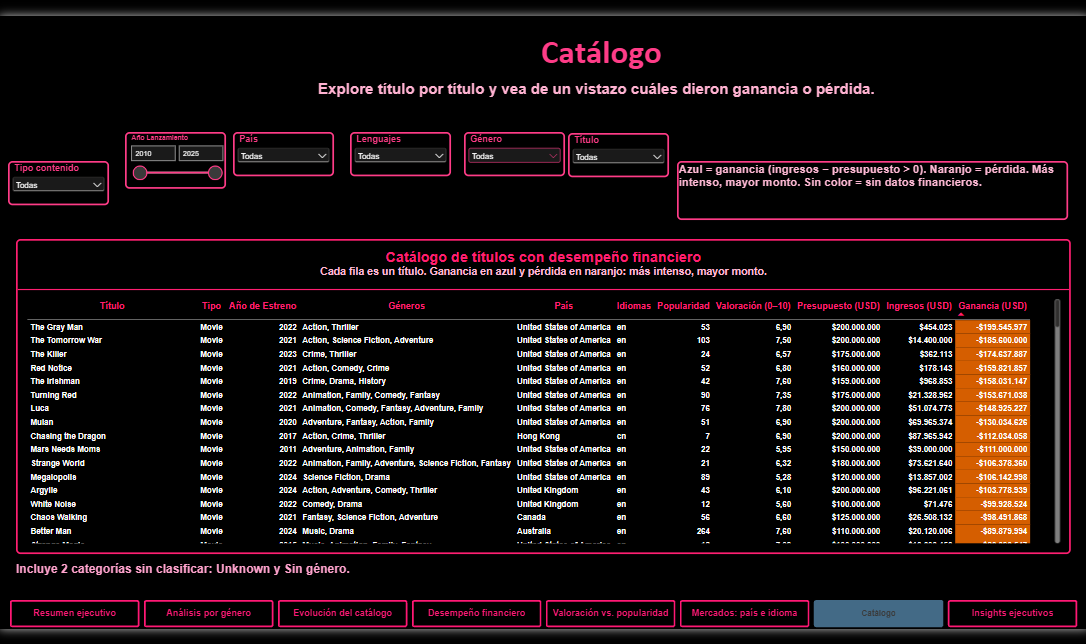 Catálogo
Explore título por título y vea de un vistazo cuáles dieron ganancia o pérdida.
Tipo contenido
Todas
Año Lanzamiento
2010 2025
País
Todas
Lenguajes
Todas
Género
Todas
Título
Todas
Azul = ganancia (ingresos – presupuesto > 0). Naranjo = pérdida. Más
intenso, mayor monto. Sin color = sin datos financieros.
Catálogo de títulos con desempeño financiero
Cada fila es un título. Ganancia en azul y pérdida en naranjo: más intenso, mayor monto.
Título Tipo Año de Estreno Géneros País Idiomas Popularidad Valoración (0–10) Presupuesto (USD) Ingresos (USD) Ganancia (USD)
The Gray Man Movie 2022 Action, Thriller United States of America en 53 6,90 $200.000.000 $454.023 -$199.545.977
The Tomorrow War Movie 2021 Action, Science Fiction, Adventure United States of America en 103 7,50 $200.000.000 $14.400.000 -$185.600.000
The Killer Movie 2023 Crime, Thriller United States of America en 24 6,57 $175.000.000 $362.113 -$174.637.887
Red Notice Movie 2021 Action, Comedy, Crime United States of America en 52 6,80 $160.000.000 $178.143 -$159.821.857
The Irishman Movie 2019 Crime, Drama, History United States of America en 42 7,60 $159.000.000 $968.853 -$158.031.147
Turning Red Movie 2022 Animation, Family, Comedy, Fantasy United States of America en 90 7,35 $175.000.000 $21.328.962 -$153.671.038
Luca Movie 2021 Animation, Comedy, Fantasy, Adventure, Family United States of America en 76 7,80 $200.000.000 $51.074.773 -$148.925.227
Mulan Movie 2020 Adventure, Fantasy, Action, Family United States of America en 51 6,90 $200.000.000 $69.965.374 -$130.034.626
Chasing the Dragon Movie 2017 Action, Crime, Thriller Hong Kong cn 7 6,90 $200.000.000 $87.965.942 -$112.034.058
Mars Needs Moms Movie 2011 Adventure, Animation, Family United States of America en 22 5,95 $150.000.000 $39.000.000 -$111.000.000
Strange World Movie 2022 Animation, Family, Adventure, Science Fiction, Fantasy United States of America en 21 6,32 $180.000.000 $73.621.640 -$106.378.360
Megalopolis Movie 2024 Science Fiction, Drama United States of America en 89 5,28 $120.000.000 $13.857.002 -$106.142.998
Argylle Movie 2024 Action, Adventure, Comedy, Thriller United Kingdom en 43 6,10 $200.000.000 $96.221.061 -$103.778.939
White Noise Movie 2022 Comedy, Drama United Kingdom en 12 5,60 $100.000.000 $71.476 -$99.928.524
Chaos Walking Movie 2021 Fantasy, Science Fiction, Adventure Canada en 56 6,60 $125.000.000 $26.508.132 -$98.491.868
Better Man Movie 2024 Music, Drama Australia en 264 7,60 $110.000.000 $20.120.006 -$89.879.994
Incluye 2 categorías sin clasificar: Unknown y Sin género.
Resumen ejecutivo Análisis por género Evolución del catálogo Desempeño financiero Valoración vs. popularidad Mercados: país e idioma Catálogo Insights ejecutivos